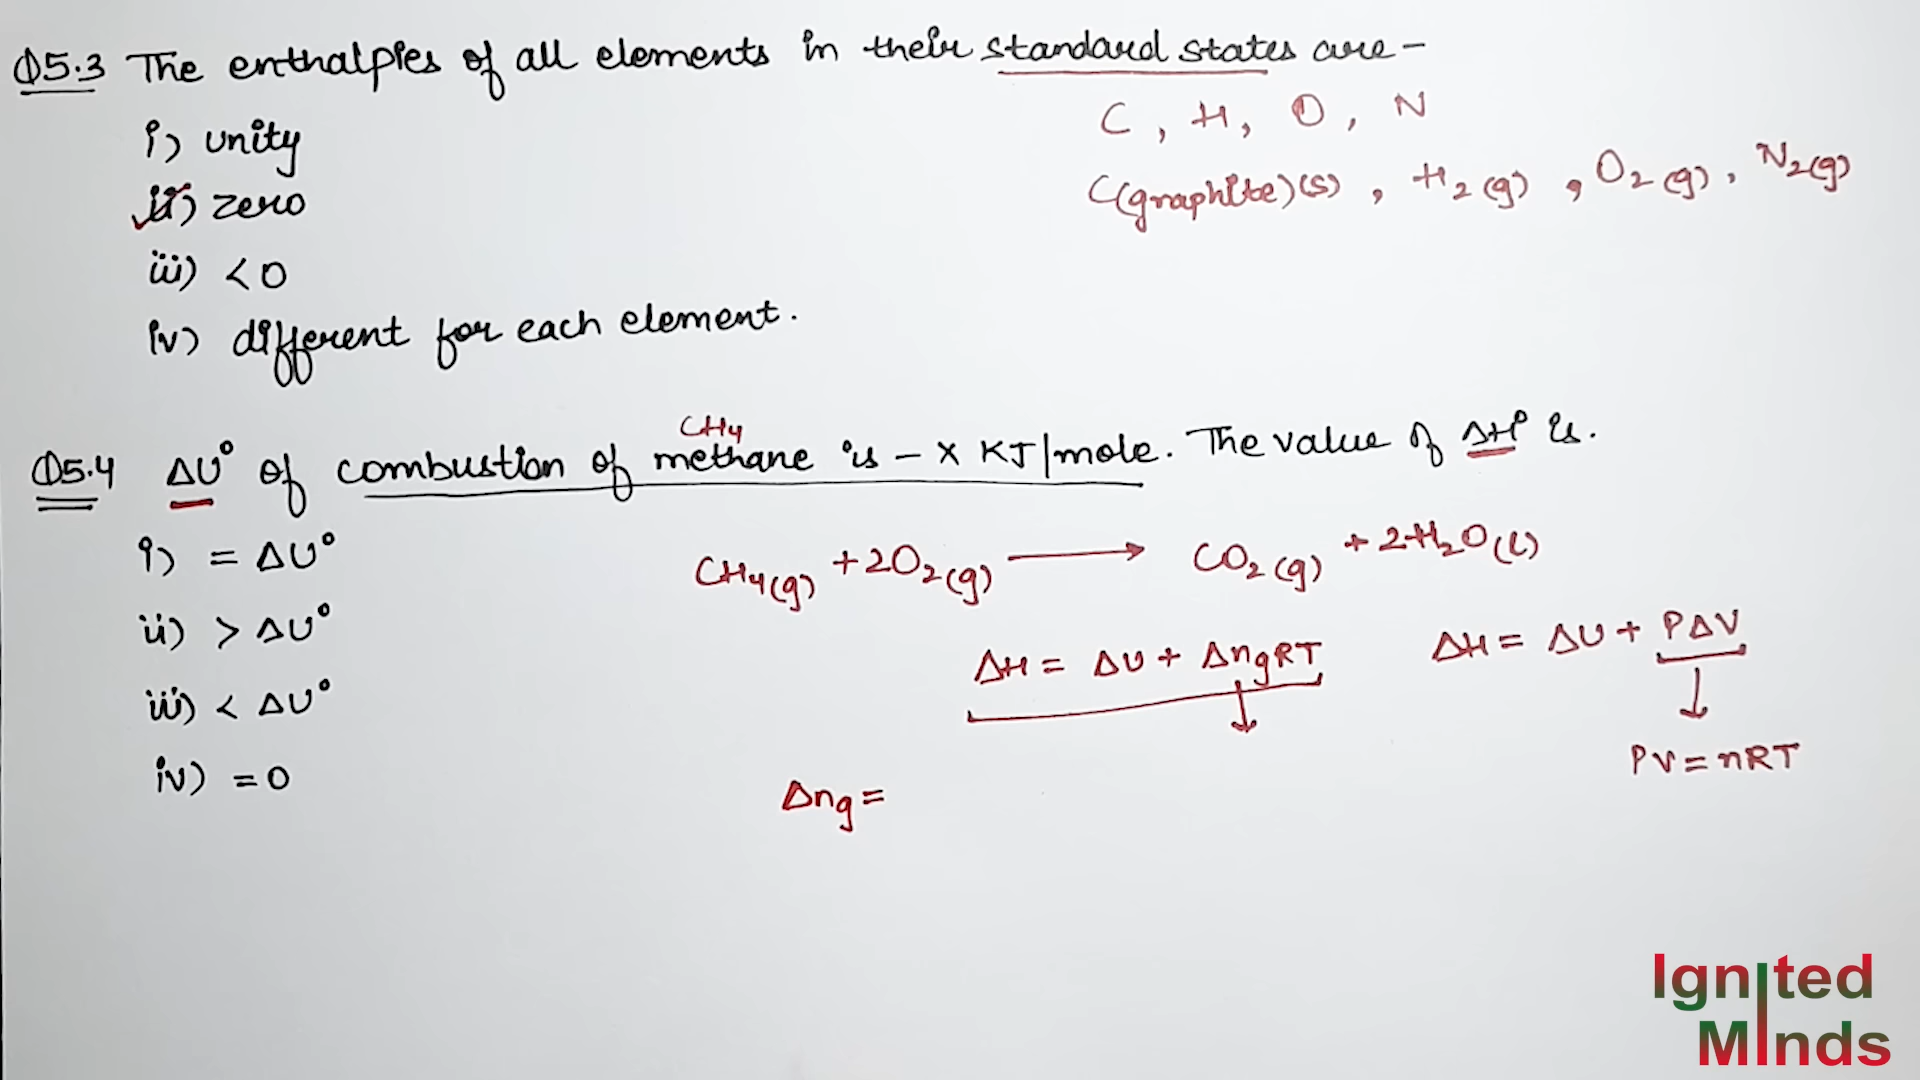 Q5.3 The enthalpies of all elements in their standard states are -
C, H, O, N
i) unity
C(graphite)(s), H2(g), O2(g), N2(g)
ii) zero
iii) <0
iv) different for each element.
CH4
Q5.4 ΔU° of combustion of methane is - X KJ/mole. The value of ΔH° is.
i) = ΔU°
CH4(g) + 2O2(g) → CO2(g) + 2H2O(l)
ii) > ΔU°
ΔH = ΔU + ΔngRT
ΔH = ΔU + PΔV
iii) < ΔU°
iv) = 0
PV = nRT
Δng =
Ignited
Minds